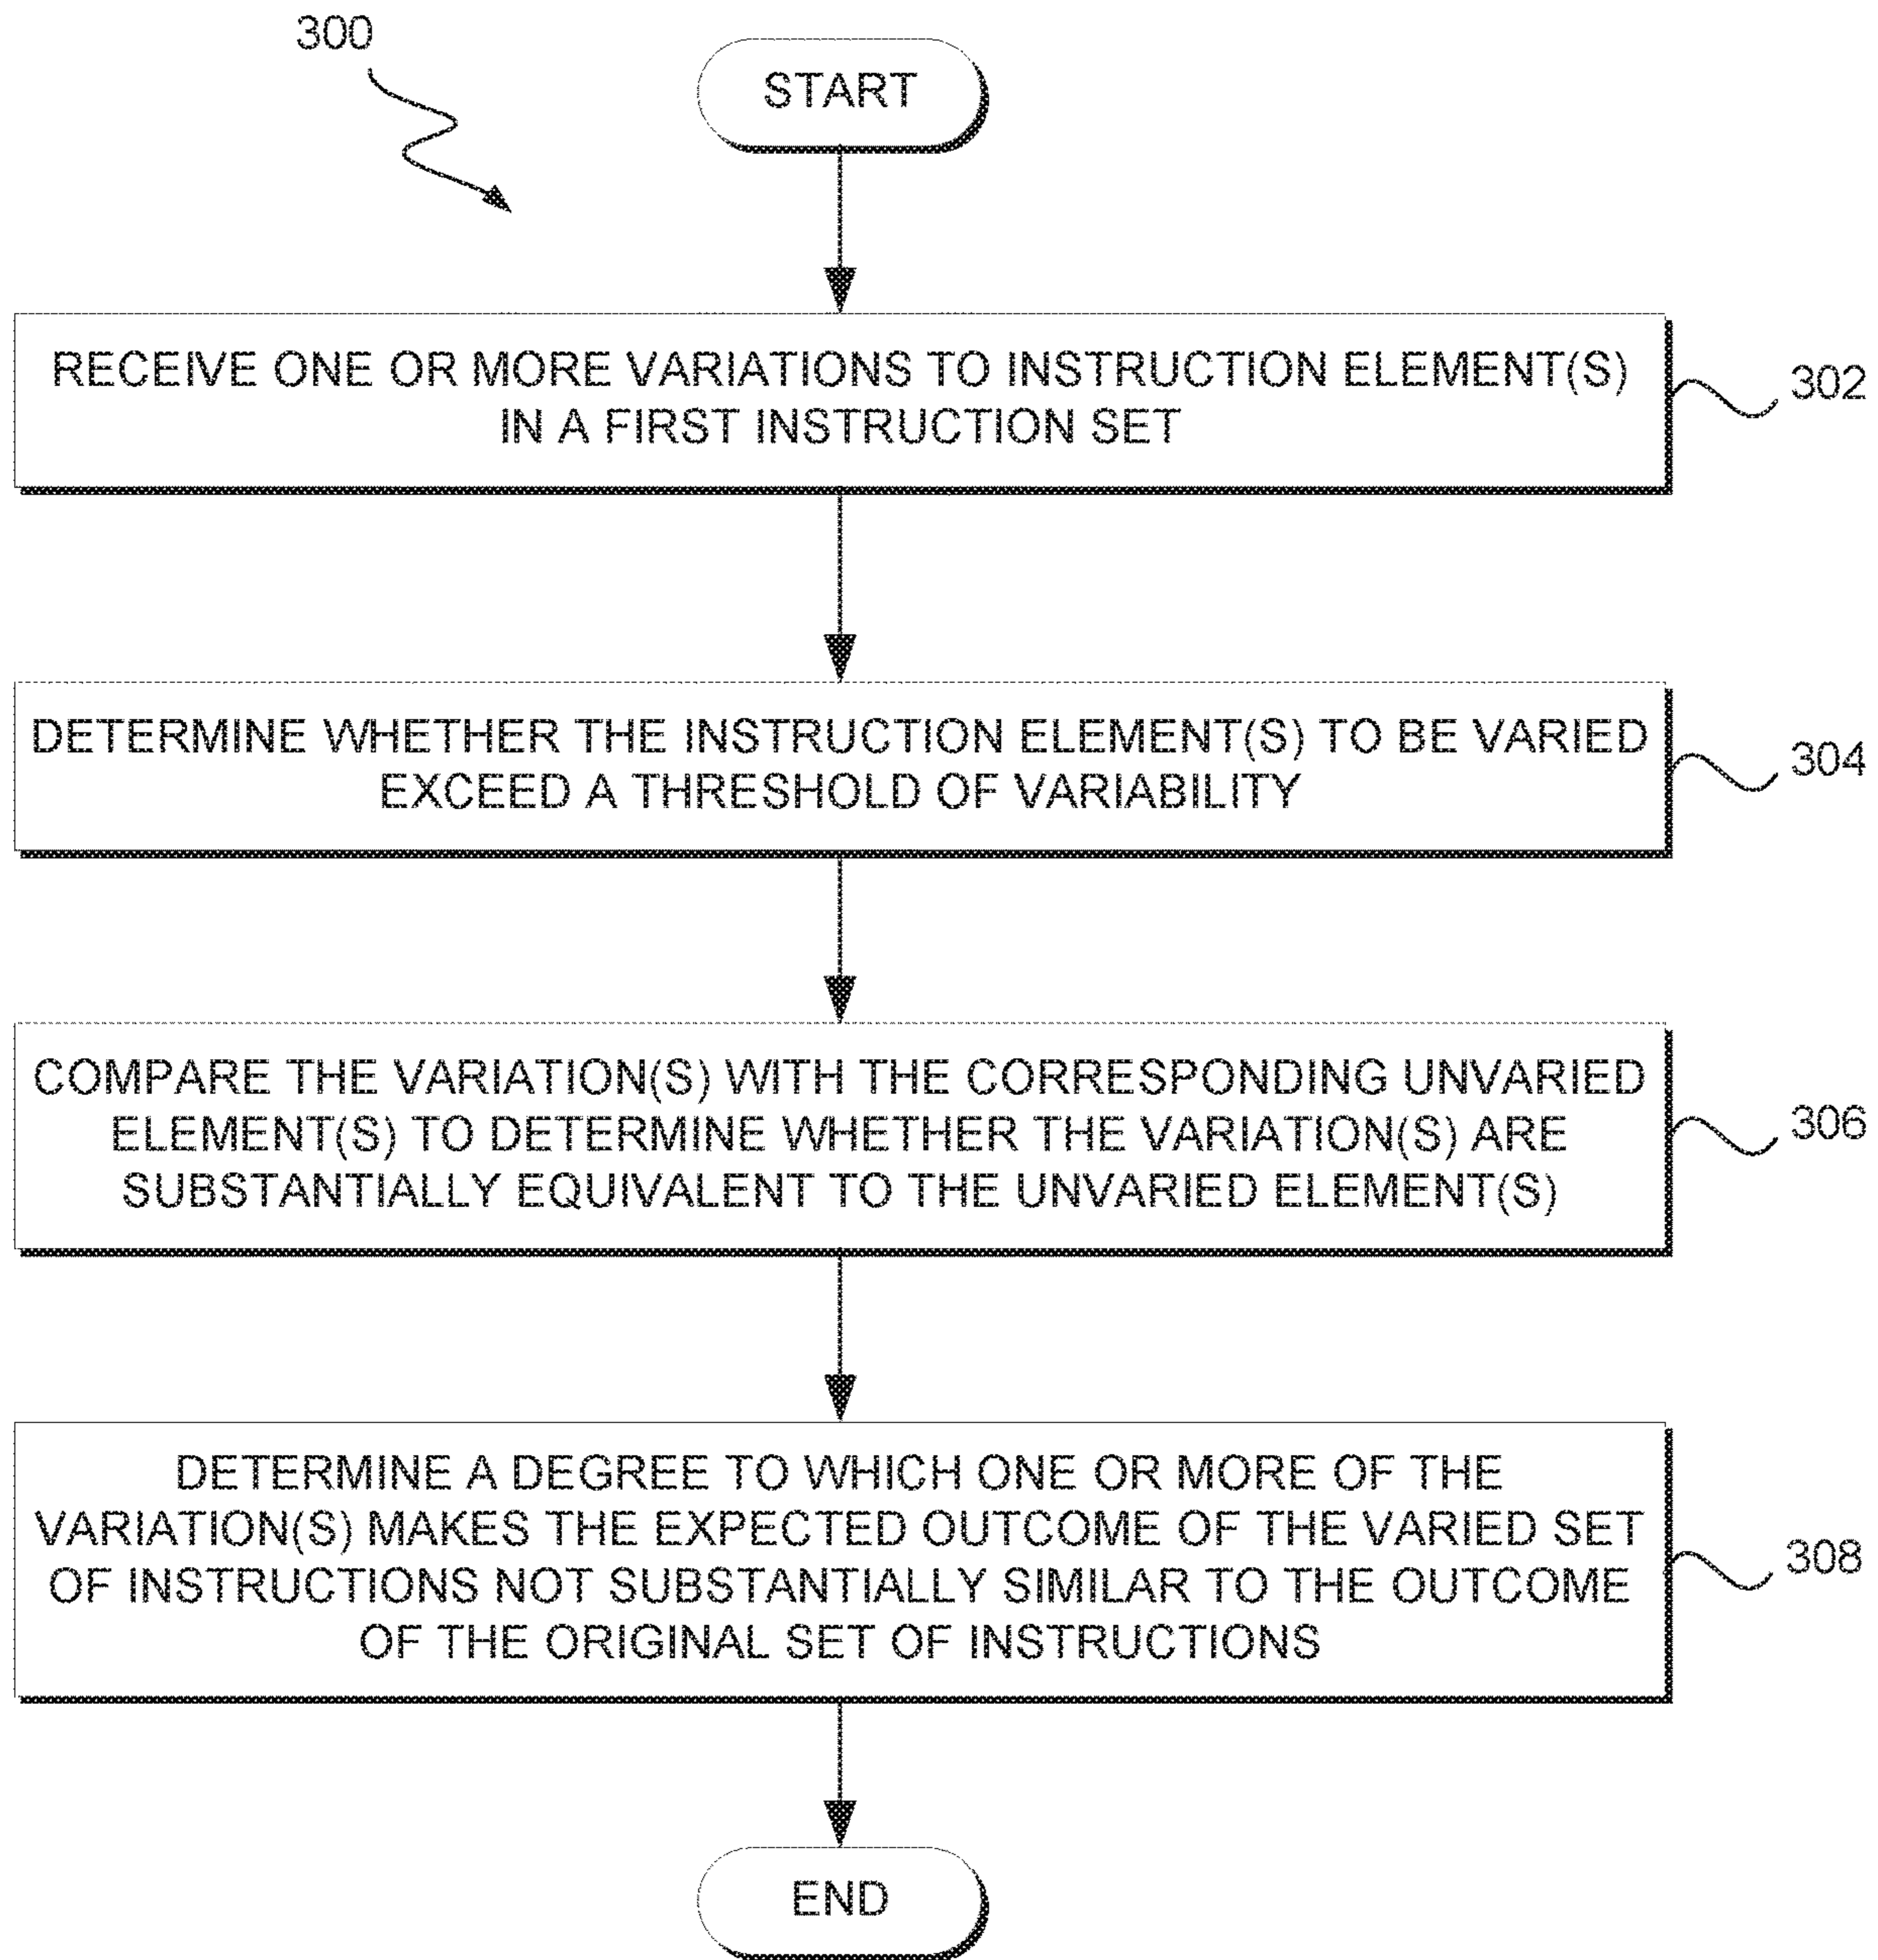 300
START
RECEIVE ONE OR MORE VARIATIONS TO INSTRUCTION ELEMENT(S)
IN A FIRST INSTRUCTION SET
302
DETERMINE WHETHER THE INSTRUCTION ELEMENT(S) TO BE VARIED
EXCEED A THRESHOLD OF VARIABILITY
304
COMPARE THE VARIATION(S) WITH THE CORRESPONDING UNVARIED
ELEMENT(S) TO DETERMINE WHETHER THE VARIATION(S) ARE
SUBSTANTIALLY EQUIVALENT TO THE UNVARIED ELEMENT(S)
306
DETERMINE A DEGREE TO WHICH ONE OR MORE OF THE
VARIATION(S) MAKES THE EXPECTED OUTCOME OF THE VARIED SET
OF INSTRUCTIONS NOT SUBSTANTIALLY SIMILAR TO THE OUTCOME
OF THE ORIGINAL SET OF INSTRUCTIONS
308
END